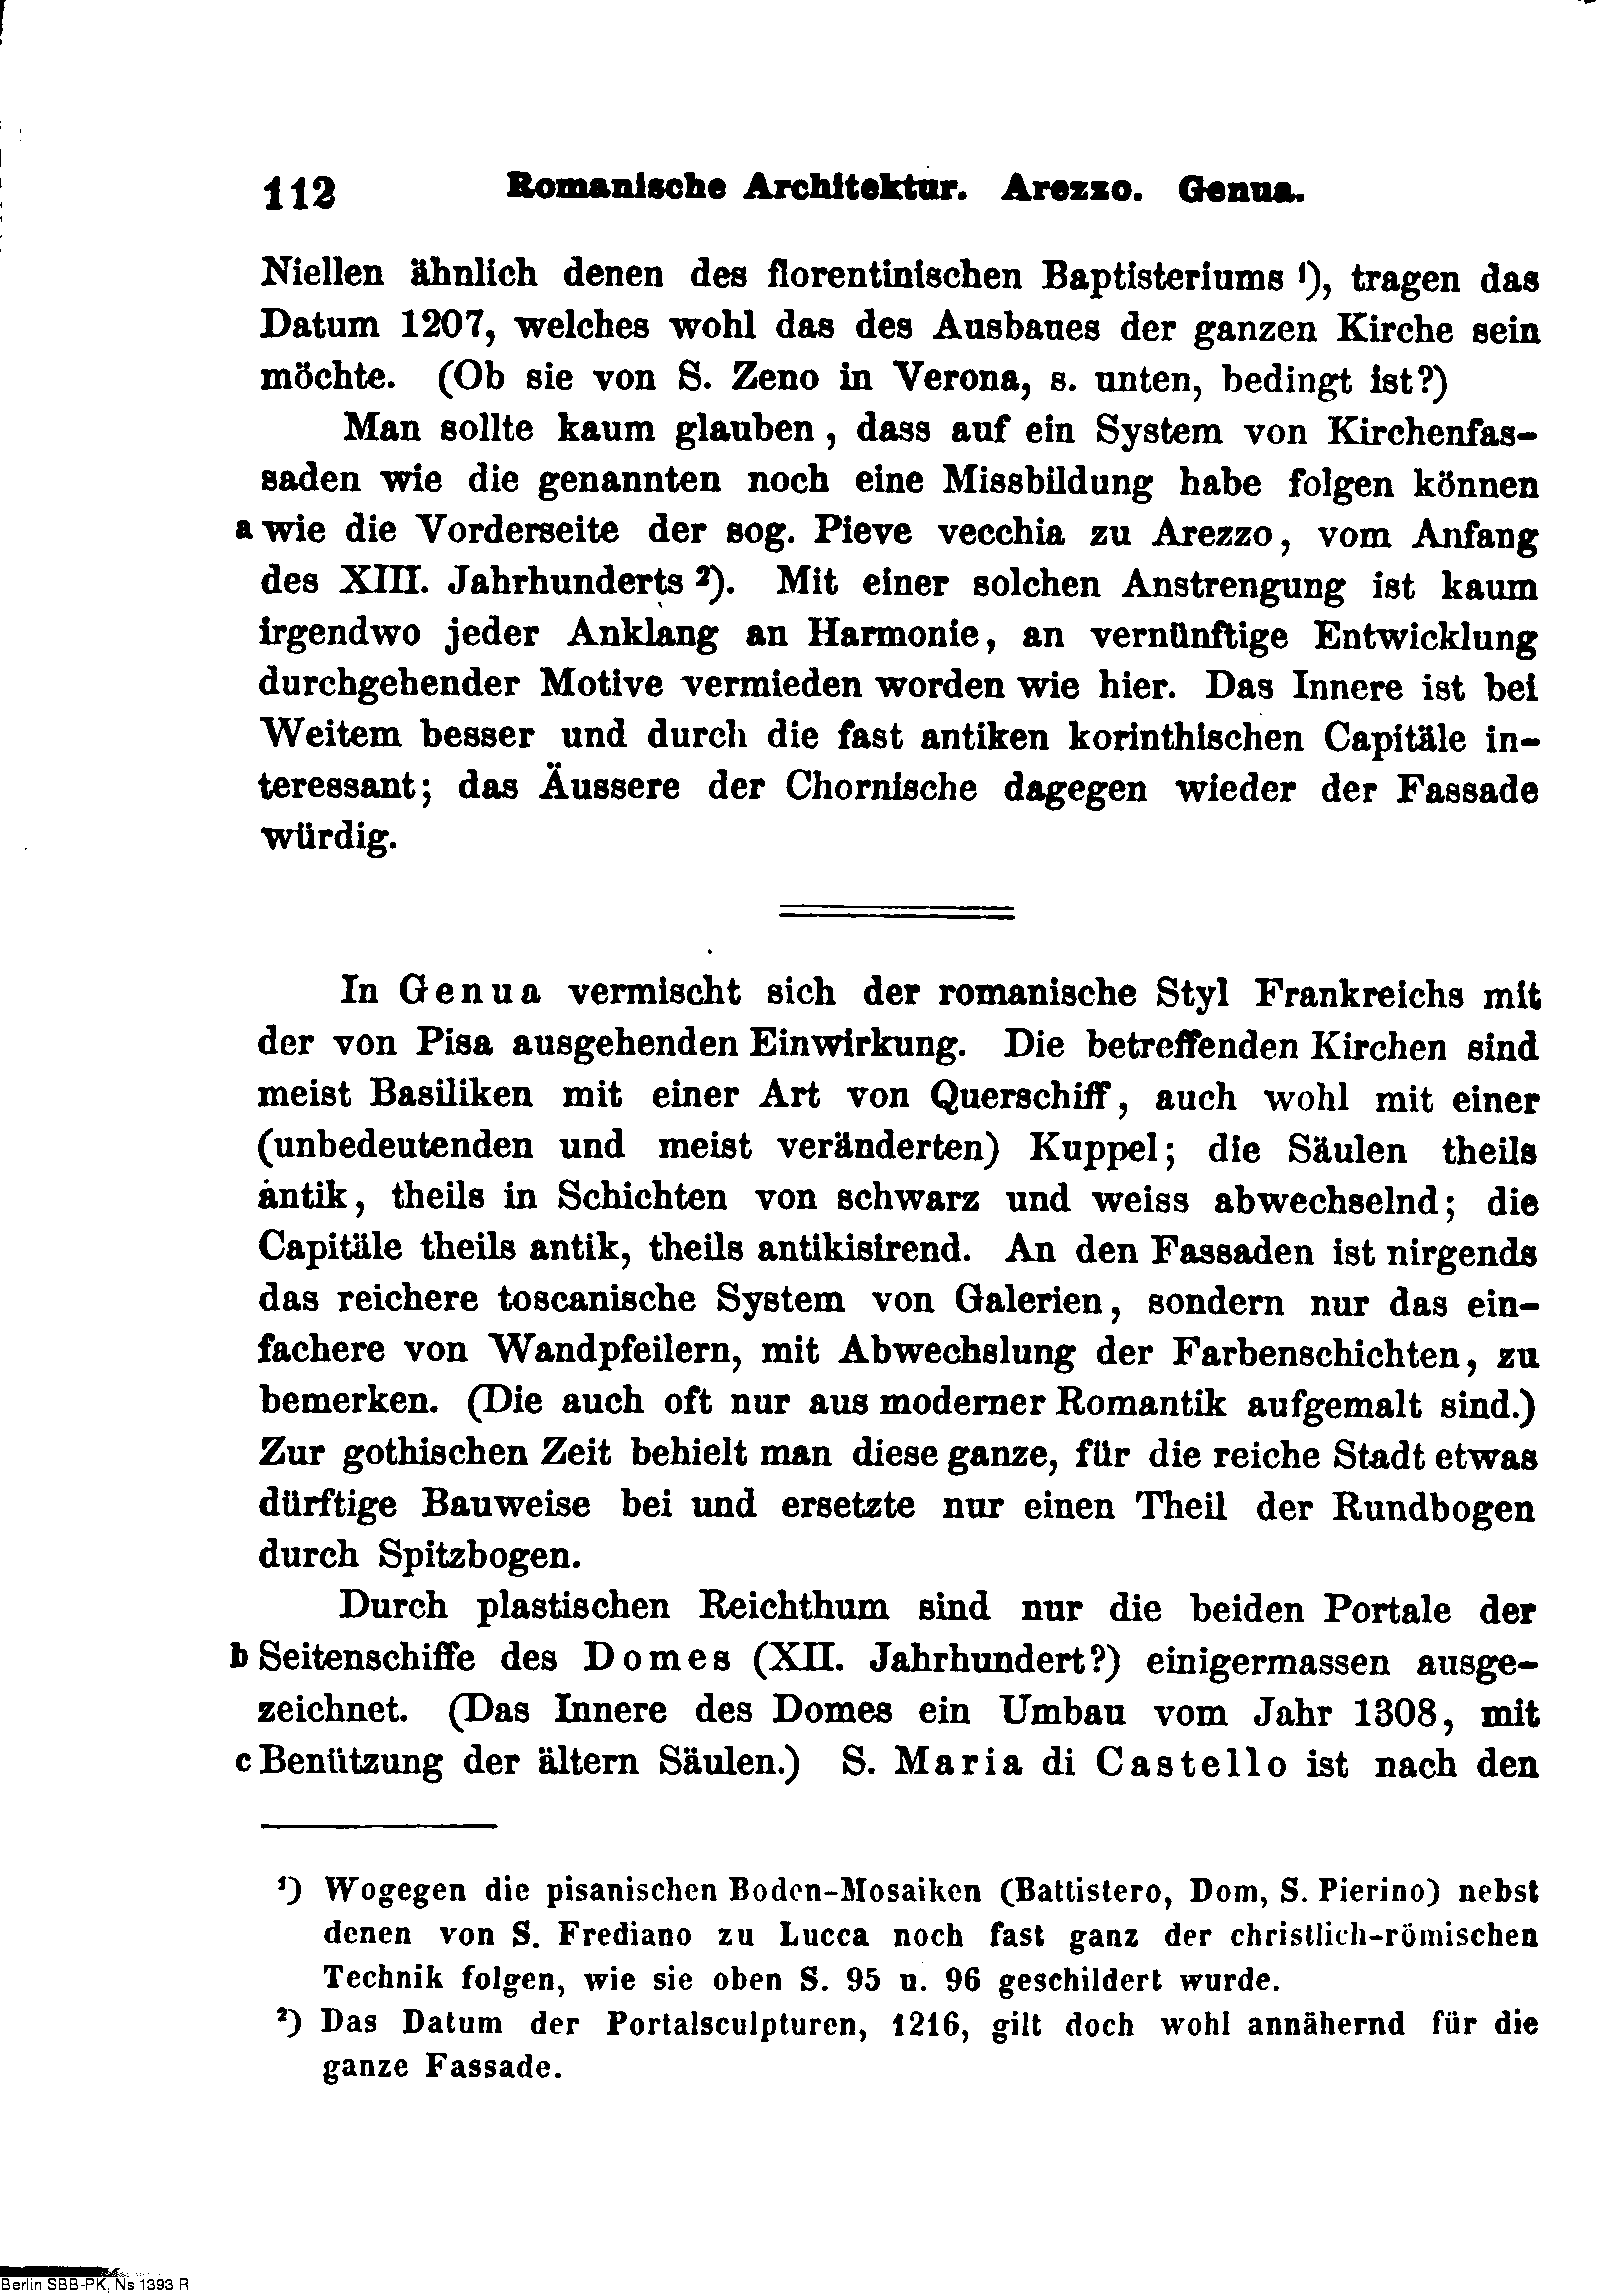 112 Romanische Architektur. Arezzo. Genua.
Niellen ähnlich denen des florentinischen Baptisteriums ¹), tragen das
Datum 1207, welches wohl das des Ausbaues der ganzen Kirche sein
möchte. (Ob sie von S. Zeno in Verona, s. unten, bedingt ist?)
Man sollte kaum glauben, dass auf ein System von Kirchenfas-
saden wie die genannten noch eine Missbildung habe folgen können
a wie die Vorderseite der sog. Pieve vecchia zu Arezzo, vom Anfang
des XIII. Jahrhunderts ²). Mit einer solchen Anstrengung ist kaum
irgendwo jeder Anklang an Harmonie, an vernünftige Entwicklung
durchgehender Motive vermieden worden wie hier. Das Innere ist bei
Weitem besser und durch die fast antiken korinthischen Capitäle in-
teressant; das Äussere der Chornische dagegen wieder der Fassade
würdig.
In Genua vermischt sich der romanische Styl Frankreichs mit
der von Pisa ausgehenden Einwirkung. Die betreffenden Kirchen sind
meist Basiliken mit einer Art von Querschiff, auch wohl mit einer
(unbedeutenden und meist veränderten) Kuppel; die Säulen theils
antik, theils in Schichten von schwarz und weiss abwechselnd; die
Capitäle theils antik, theils antikisirend. An den Fassaden ist nirgends
das reichere toscanische System von Galerien, sondern nur das ein-
fachere von Wandpfeilern, mit Abwechslung der Farbenschichten, zu
bemerken. (Die auch oft nur aus moderner Romantik aufgemalt sind.)
Zur gothischen Zeit behielt man diese ganze, für die reiche Stadt etwas
dürftige Bauweise bei und ersetzte nur einen Theil der Rundbogen
durch Spitzbogen.
Durch plastischen Reichthum sind nur die beiden Portale der
b Seitenschiffe des Domes (XII. Jahrhundert?) einigermassen ausge-
zeichnet. (Das Innere des Domes ein Umbau vom Jahr 1308, mit
c Benützung der ältern Säulen.) S. Maria di Castello ist nach den
¹) Wogegen die pisanischen Boden-Mosaiken (Battistero, Dom, S. Pierino) nebst
denen von S. Frediano zu Lucca noch fast ganz der christlich-römischen
Technik folgen, wie sie oben S. 95 u. 96 geschildert wurde.
²) Das Datum der Portalsculpturen, 1216, gilt doch wohl annähernd für die
ganze Fassade.
Berlin SBB-PK, Ns 1393 R